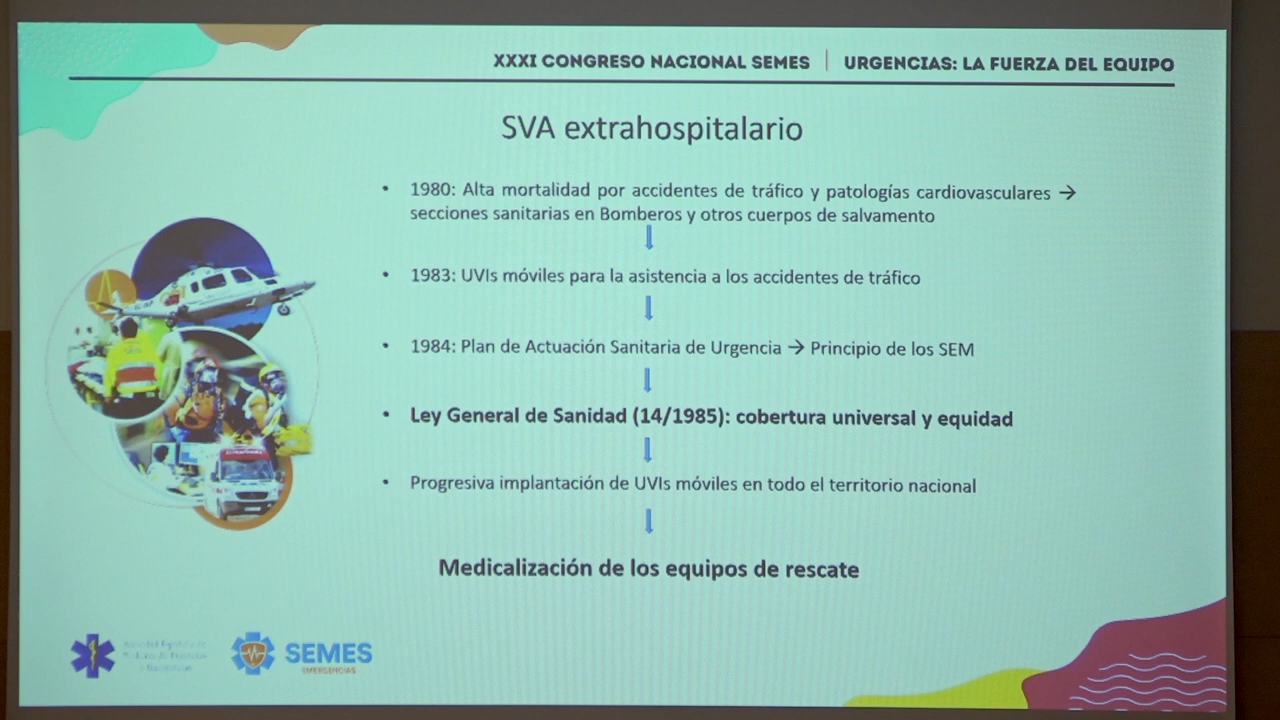 XXXI CONGRESO NACIONAL SEMES | URGENCIAS: LA FUERZA DEL EQUIPO
SVA extrahospitalario
• 1980: Alta mortalidad por accidentes de tráfico y patologías cardiovasculares →
secciones sanitarias en Bomberos y otros cuerpos de salvamento
• 1983: UVIs móviles para la asistencia a los accidentes de tráfico
• 1984: Plan de Actuación Sanitaria de Urgencia → Principio de los SEM
• Ley General de Sanidad (14/1985): cobertura universal y equidad
• Progresiva implantación de UVIs móviles en todo el territorio nacional
Medicalización de los equipos de rescate
SEMES
EMERGENCIAS